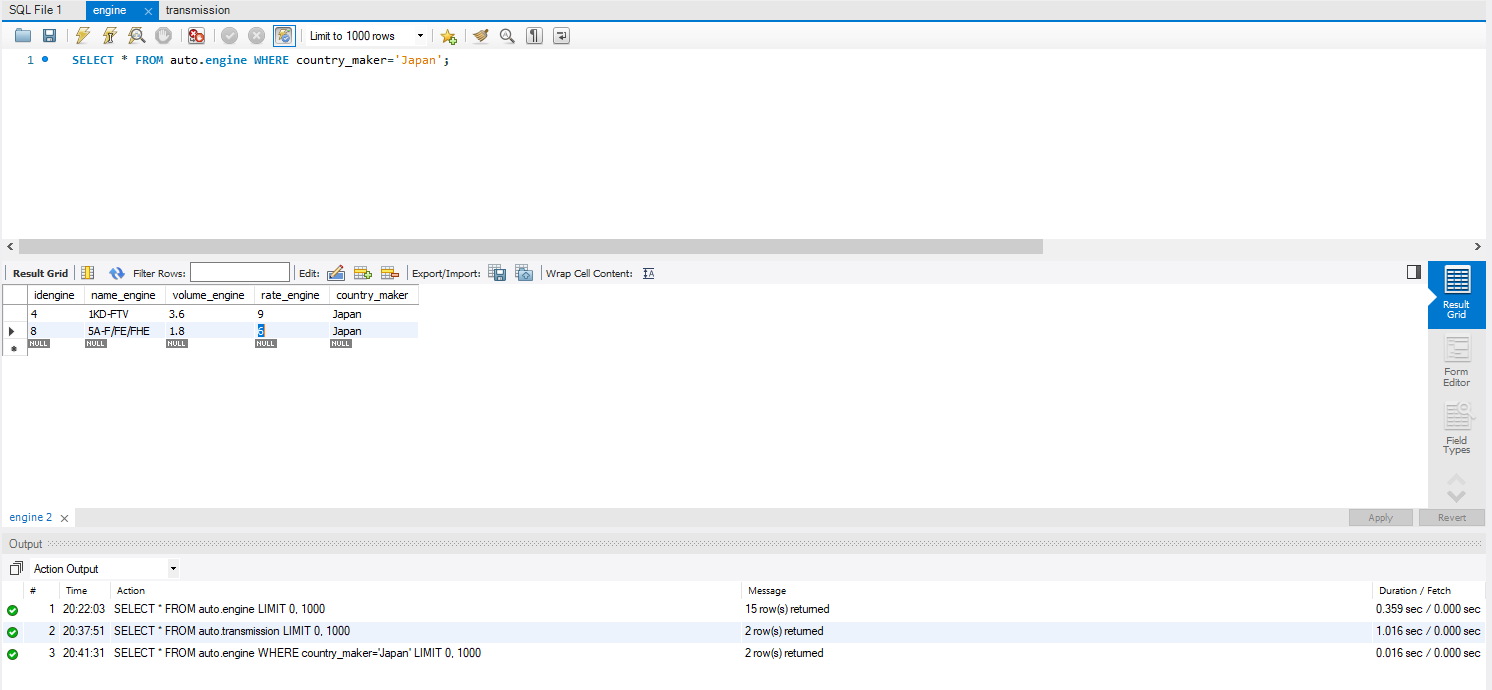 SQL File 1 engine transmission
Limit to 1000 rows
1 SELECT * FROM auto.engine WHERE country_maker='Japan';
Result Grid Filter Rows: Edit: Export/Import: Wrap Cell Content:
idengine name_engine volume_engine rate_engine country_maker
4 1KD-FTV 3.6 9 Japan
8 5A-F/FE/FHE 1.8 6 Japan
NULL NULL NULL NULL NULL
Result
Grid
Form
Editor
Field
Types
engine 2 Apply Revert
Output
Action Output
# Time Action Message Duration / Fetch
1 20:22:03 SELECT * FROM auto.engine LIMIT 0, 1000 15 row(s) returned 0.359 sec / 0.000 sec
2 20:37:51 SELECT * FROM auto.transmission LIMIT 0, 1000 2 row(s) returned 1.016 sec / 0.000 sec
3 20:41:31 SELECT * FROM auto.engine WHERE country_maker='Japan' LIMIT 0, 1000 2 row(s) returned 0.016 sec / 0.000 sec